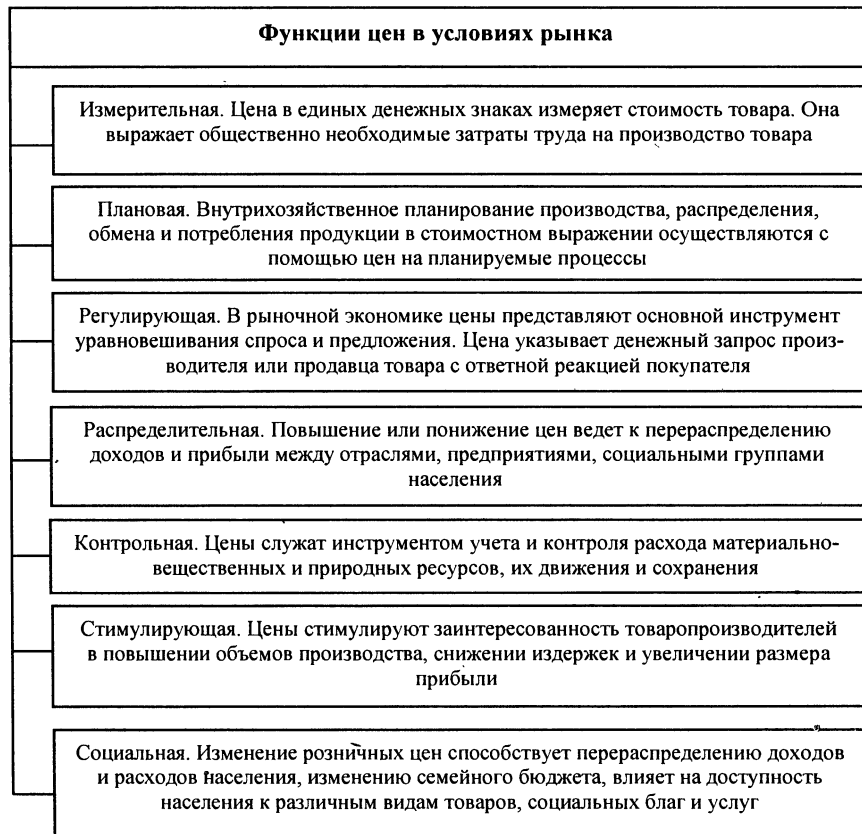 Функции цен в условиях рынка
Измерительная. Цена в единых денежных знаках измеряет стоимость товара. Она
выражает общественно необходимые затраты труда на производство товара
Плановая. Внутрихозяйственное планирование производства, распределения,
обмена и потребления продукции в стоимостном выражении осуществляются с
помощью цен на планируемые процессы
Регулирующая. В рыночной экономике цены представляют основной инструмент
уравновешивания спроса и предложения. Цена указывает денежный запрос произ-
водителя или продавца товара с ответной реакцией покупателя
Распределительная. Повышение или понижение цен ведет к перераспределению
доходов и прибыли между отраслями, предприятиями, социальными группами
населения
Контрольная. Цены служат инструментом учета и контроля расхода материально-
вещественных и природных ресурсов, их движения и сохранения
Стимулирующая. Цены стимулируют заинтересованность товаропроизводителей
в повышении объемов производства, снижении издержек и увеличении размера
прибыли
Социальная. Изменение розничных цен способствует перераспределению доходов
и расходов населения, изменению семейного бюджета, влияет на доступность
населения к различным видам товаров, социальных благ и услуг